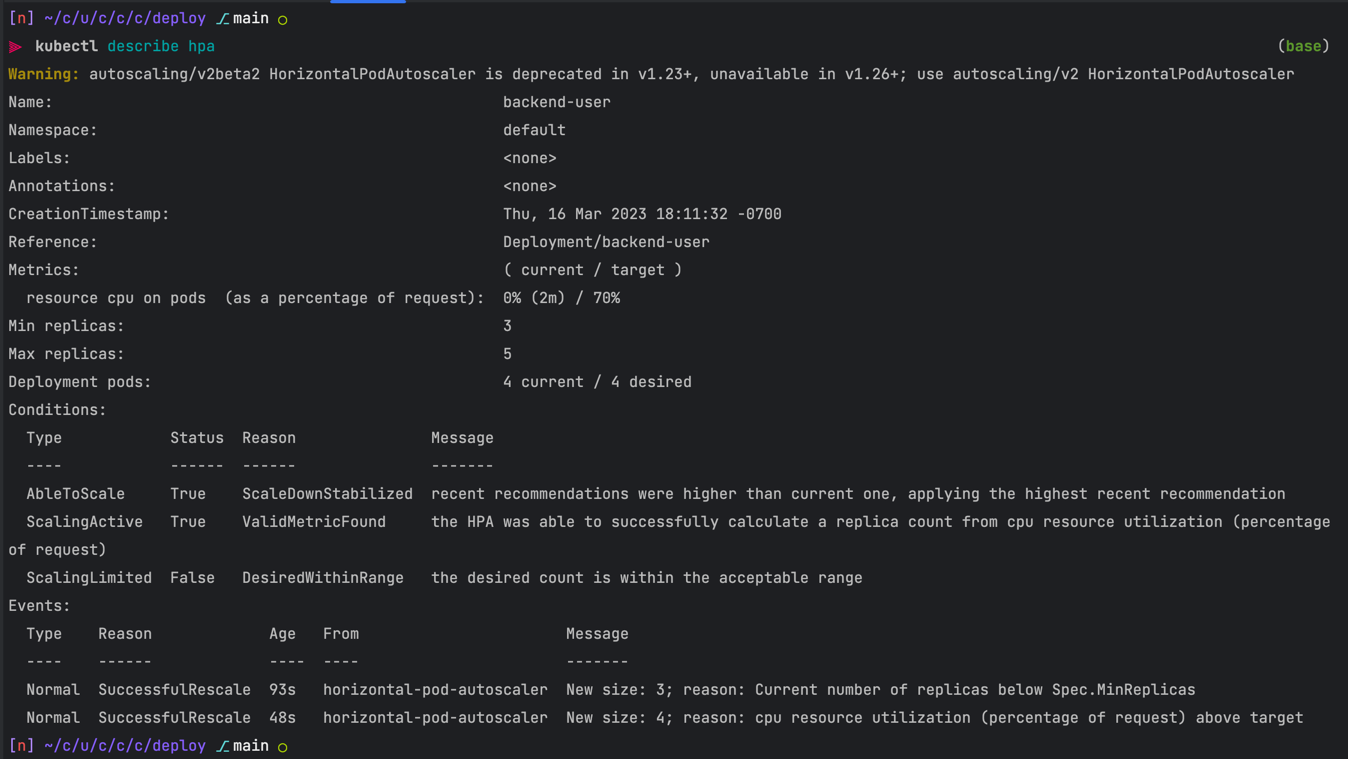 [n] ~/c/u/c/c/c/deploy ⎇ main ○
kubectl describe hpa (base)
Warning: autoscaling/v2beta2 HorizontalPodAutoscaler is deprecated in v1.23+, unavailable in v1.26+; use autoscaling/v2 HorizontalPodAutoscaler
Name: backend-user
Namespace: default
Labels: <none>
Annotations: <none>
CreationTimestamp: Thu, 16 Mar 2023 18:11:32 -0700
Reference: Deployment/backend-user
Metrics: ( current / target )
resource cpu on pods (as a percentage of request): 0% (2m) / 70%
Min replicas: 3
Max replicas: 5
Deployment pods: 4 current / 4 desired
Conditions:
Type Status Reason Message
---- ------ ------ -------
AbleToScale True ScaleDownStabilized recent recommendations were higher than current one, applying the highest recent recommendation
ScalingActive True ValidMetricFound the HPA was able to successfully calculate a replica count from cpu resource utilization (percentage
of request)
ScalingLimited False DesiredWithinRange the desired count is within the acceptable range
Events:
Type Reason Age From Message
---- ------ ---- ---- -------
Normal SuccessfulRescale 93s horizontal-pod-autoscaler New size: 3; reason: Current number of replicas below Spec.MinReplicas
Normal SuccessfulRescale 48s horizontal-pod-autoscaler New size: 4; reason: cpu resource utilization (percentage of request) above target
[n] ~/c/u/c/c/c/deploy ⎇ main ○